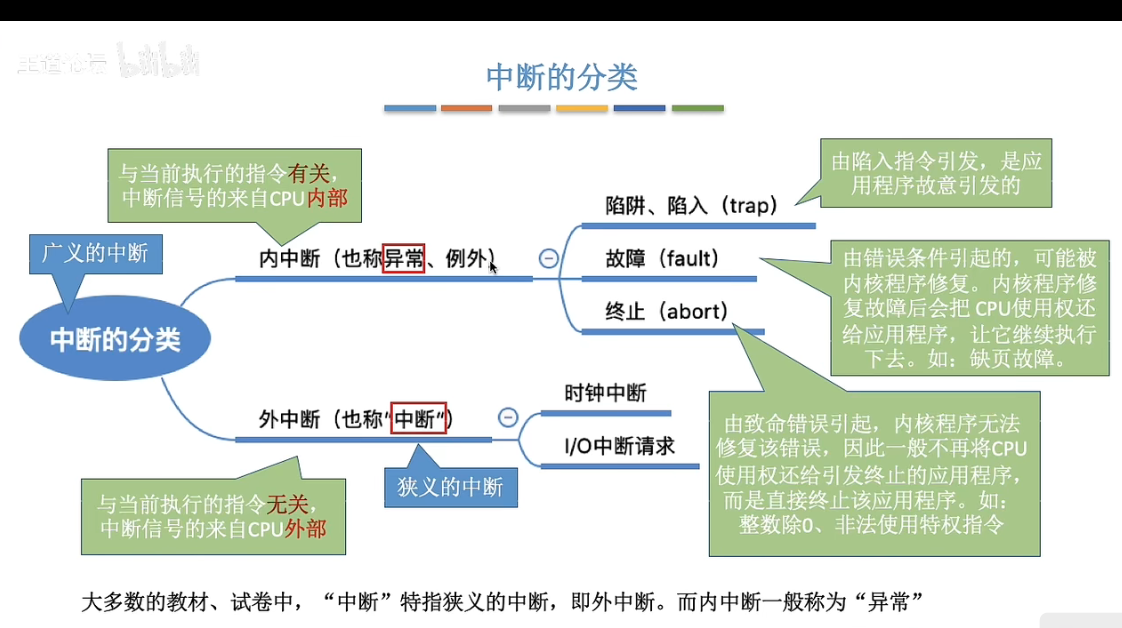 王道论坛 bilibili
中断的分类
与当前执行的指令有关，
中断信号的来自CPU内部
广义的中断
中断的分类
内中断（也称异常、例外）
陷阱、陷入（trap）
由陷入指令引发，是应
用程序故意引发的
故障（fault）
由错误条件引起的，可能被
内核程序修复。内核程序修
复故障后会把 CPU使用权还
给应用程序，让它继续执行
下去。如：缺页故障。
终止（abort）
由致命错误引起，内核程序无法
修复该错误，因此一般不再将CPU
使用权还给引发终止的应用程序，
而是直接终止该应用程序。如：
整数除0、非法使用特权指令
外中断（也称“中断”）
时钟中断
I/O中断请求
狭义的中断
与当前执行的指令无关，
中断信号的来自CPU外部
大多数的教材、试卷中，“中断”特指狭义的中断，即外中断。而内中断一般称为“异常”